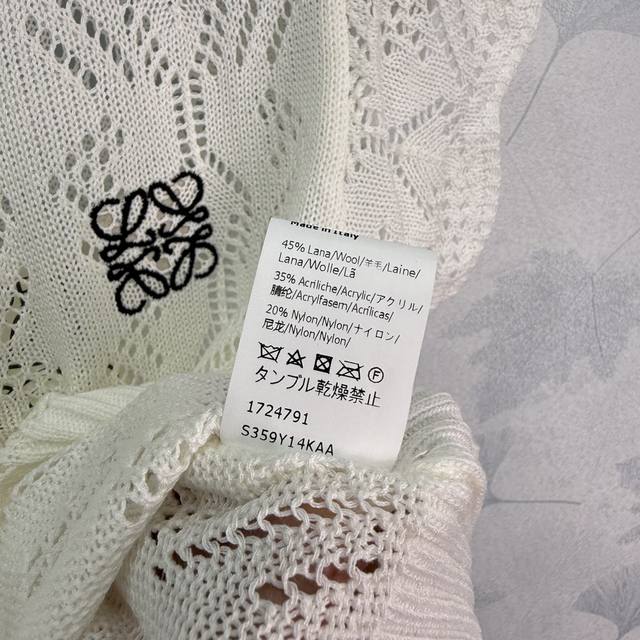 Made in Italy
45% Lana/Wool/羊毛/Laine/
Lana/Wolle/Lã
35% Acriliche/Acrylic/アクリル/
腈纶/Acrylfasern/Acrílicas/
20% Nylon/Nylon/ナイロン/
尼龙/Nylon/Nylon/
F
タンブル乾燥禁止
1724791
S359Y14KAA